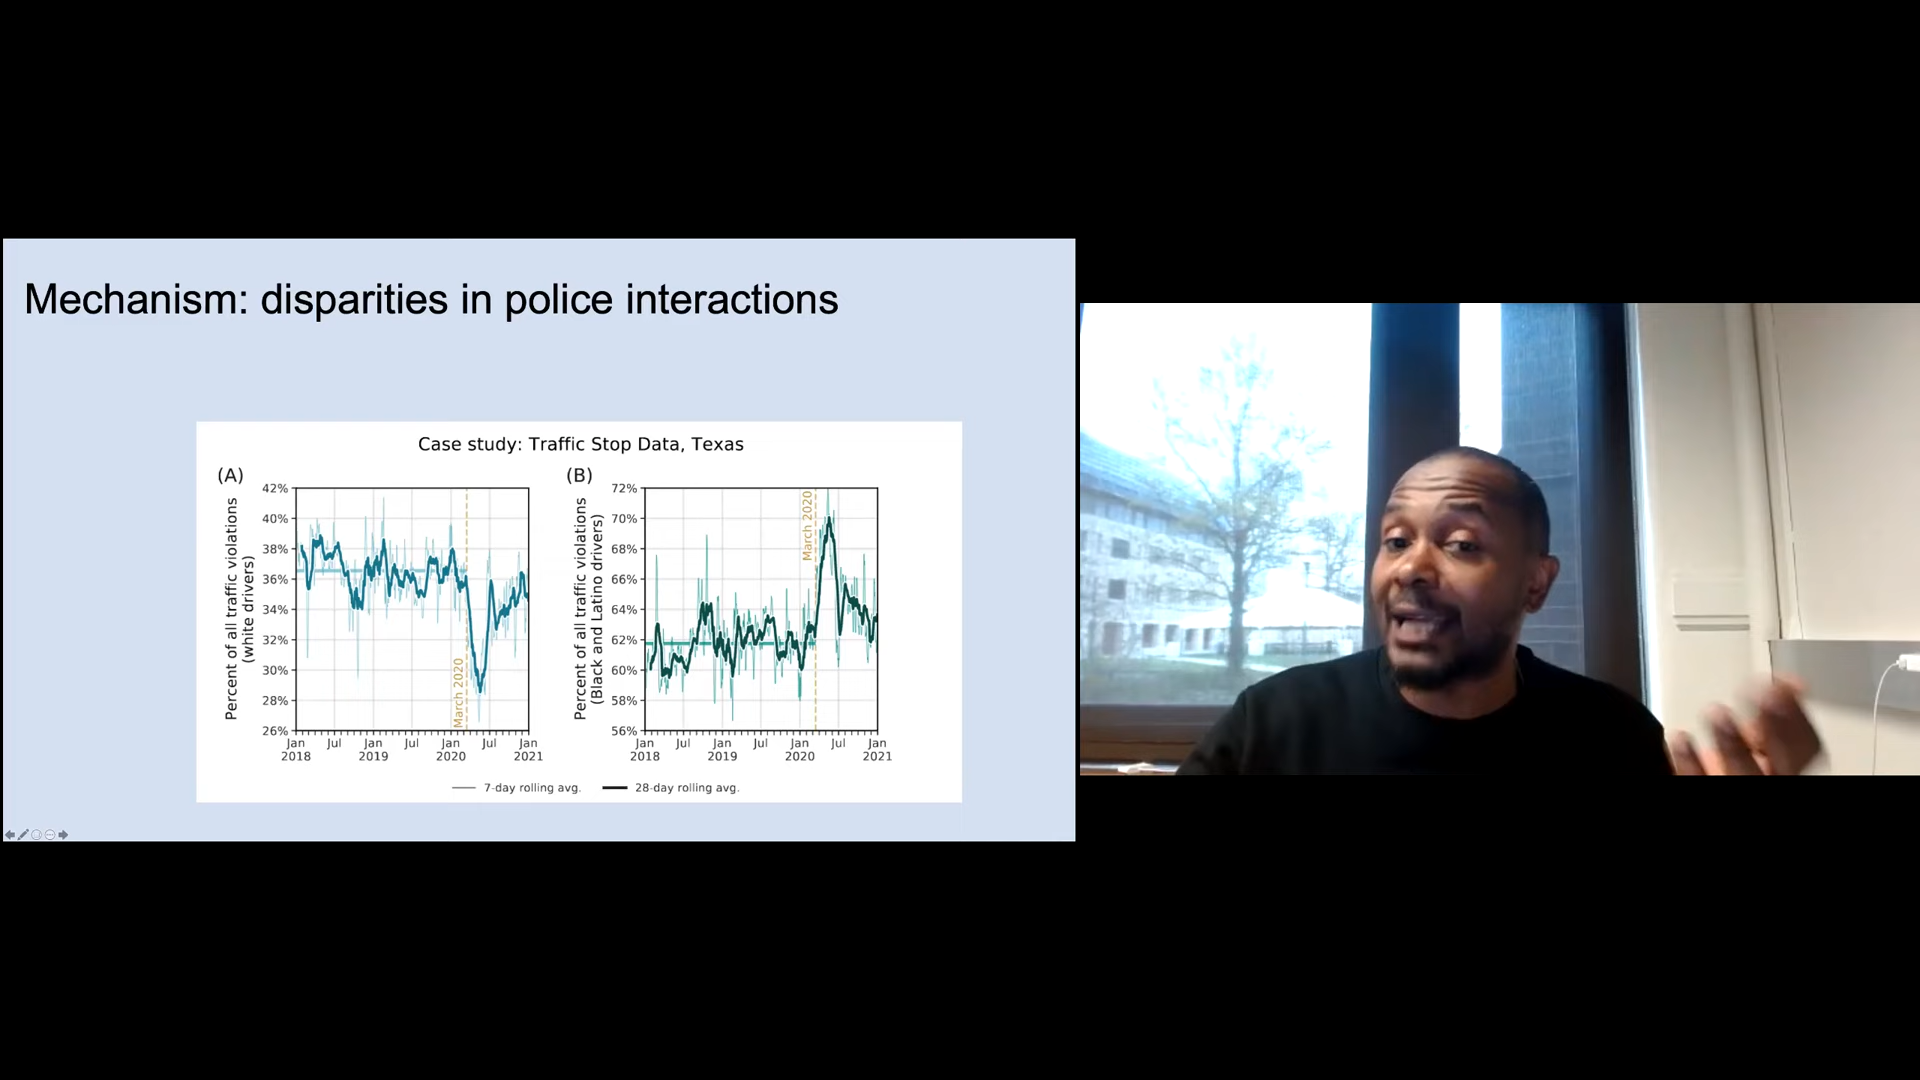 Mechanism: disparities in police interactions
Case study: Traffic Stop Data, Texas
(A)
Percent of all traffic violations
(white drivers)
42%
40%
38%
36%
34%
32%
30%
28%
26%
March 2020
Jan Jul Jan Jul Jan Jul Jan
2018 2019 2020 2021
(B)
Percent of all traffic violations
(Black and Latino drivers)
72%
70%
68%
66%
64%
62%
60%
58%
56%
March 2020
Jan Jul Jan Jul Jan Jul Jan
2018 2019 2020 2021
7-day rolling avg. 28-day rolling avg.